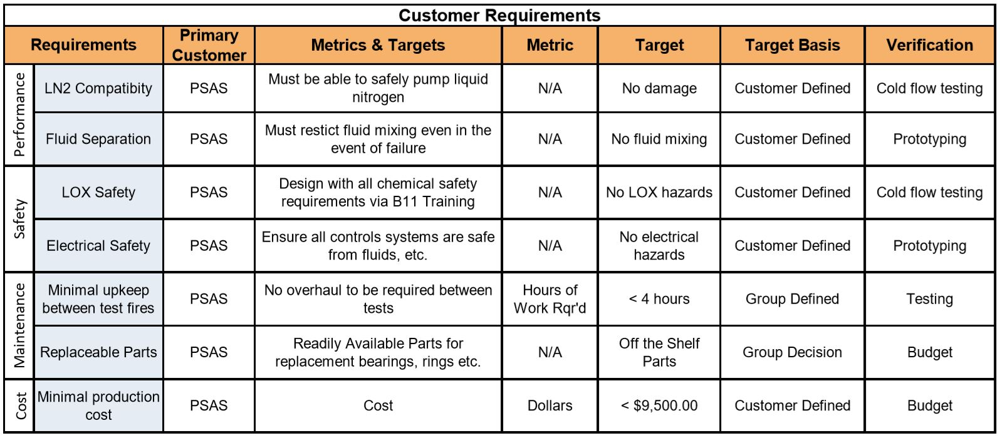 Customer Requirements
Requirements
Primary
Customer
Metrics & Targets
Metric
Target
Target Basis
Verification
Performance
LN2 Compatibity
PSAS
Must be able to safely pump liquid
nitrogen
N/A
No damage
Customer Defined
Cold flow testing
Fluid Separation
PSAS
Must restict fluid mixing even in the
event of failure
N/A
No fluid mixing
Customer Defined
Prototyping
Safety
LOX Safety
PSAS
Design with all chemical safety
requirements via B11 Training
N/A
No LOX hazards
Customer Defined
Cold flow testing
Electrical Safety
PSAS
Ensure all controls systems are safe
from fluids, etc.
N/A
No electrical
hazards
Customer Defined
Prototyping
Maintenance
Minimal upkeep
between test fires
PSAS
No overhaul to be required between
tests
Hours of
Work Rqr'd
< 4 hours
Group Defined
Testing
Replaceable Parts
PSAS
Readily Available Parts for
replacement bearings, rings etc.
N/A
Off the Shelf
Parts
Group Decision
Budget
Cost
Minimal production
cost
PSAS
Cost
Dollars
< $9,500.00
Customer Defined
Budget